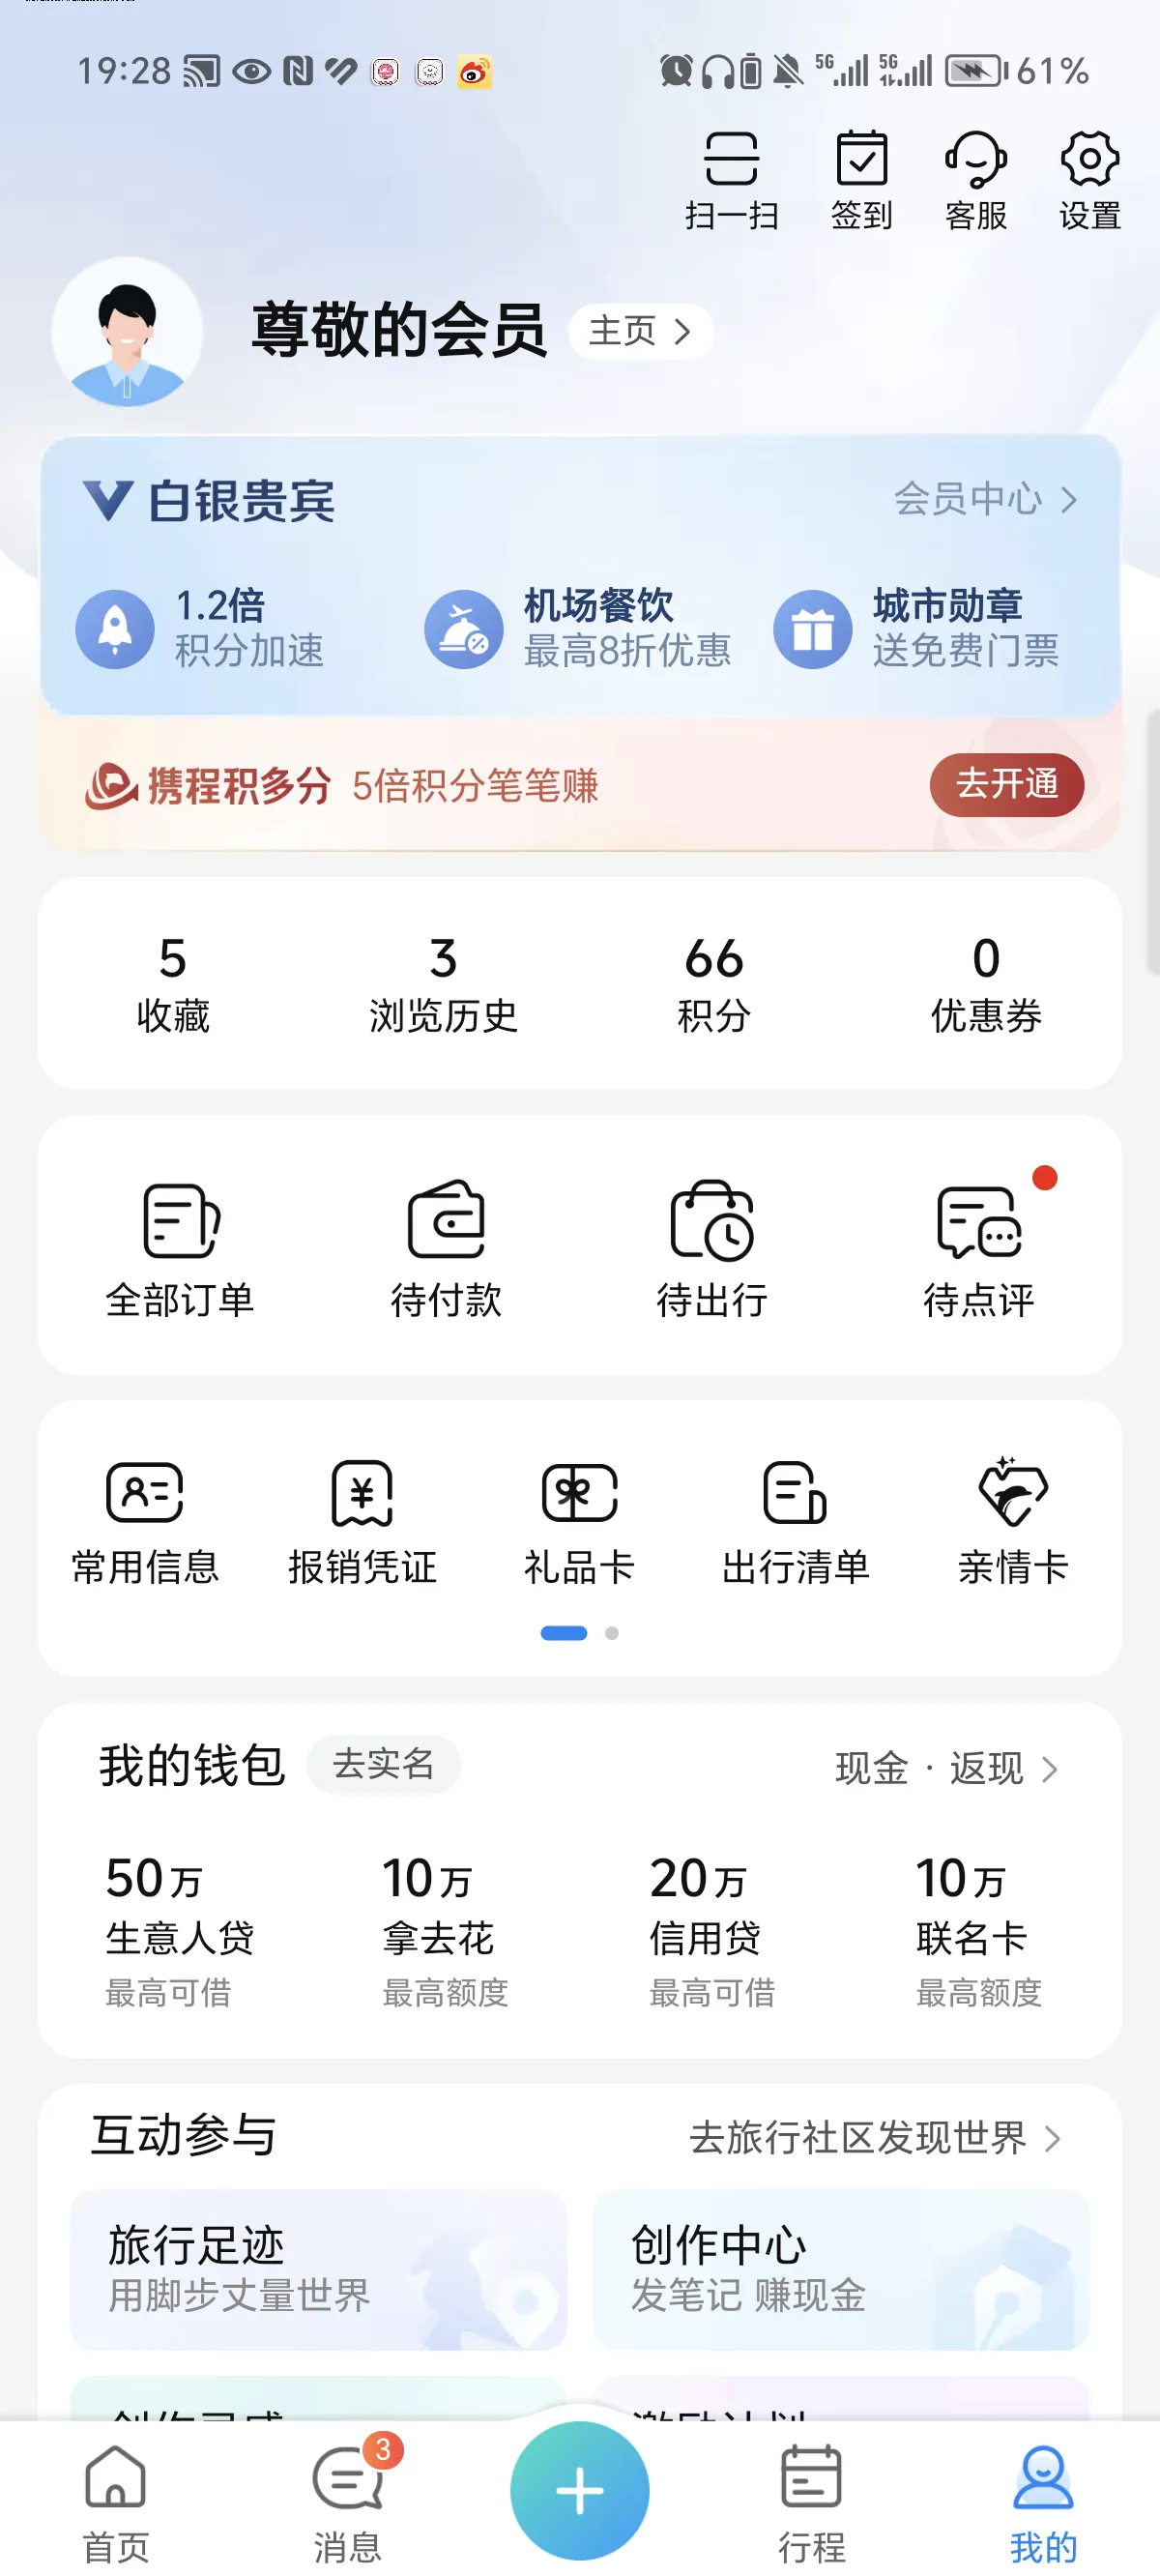 19:28 5G 5G 61%
扫一扫 签到 客服 设置
尊敬的会员 主页
白银贵宾 会员中心
1.2倍 机场餐饮 城市勋章
积分加速 最高8折优惠 送免费门票
携程积多分 5倍积分笔笔赚 去开通
5 3 66 0
收藏 浏览历史 积分 优惠券
全部订单 待付款 待出行 待点评
常用信息 报销凭证 礼品卡 出行清单 亲情卡
我的钱包 去实名 现金 · 返现
50万 10万 20万 10万
生意人贷 拿去花 信用贷 联名卡
最高可借 最高额度 最高可借 最高额度
互动参与 去旅行社区发现世界
旅行足迹 创作中心
用脚步丈量世界 发笔记 赚现金
创作灵感 激励计划
3
首页 消息 行程 我的